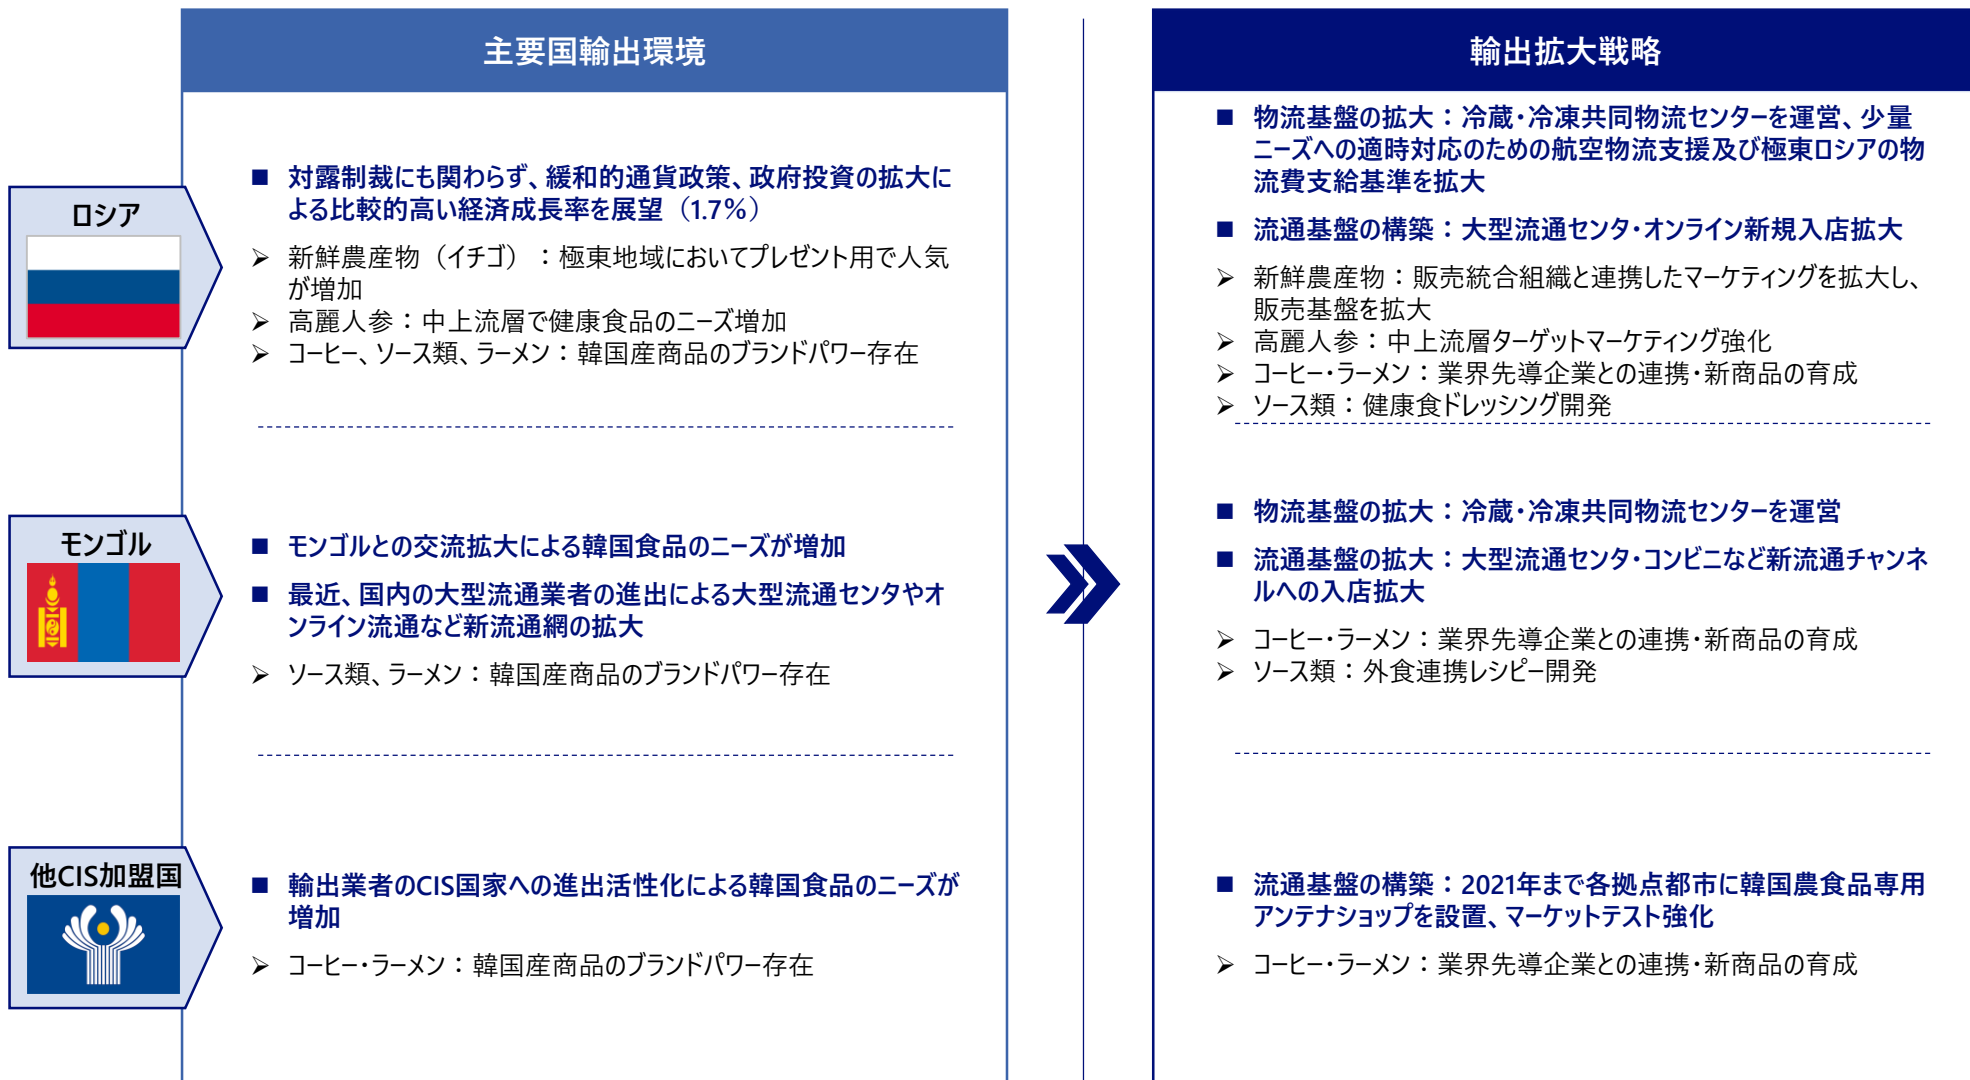 主要国輸出環境
輸出拡大戦略
ロシア
■ 対露制裁にも関わらず、緩和的通貨政策、政府投資の拡大に
よる比較的高い経済成長率を展望（1.7%）
➢ 新鮮農産物（イチゴ）：極東地域においてプレゼント用で人気
が増加
➢ 高麗人参：中上流層で健康食品のニーズ増加
➢ コーヒー、ソース類、ラーメン：韓国産商品のブランドパワー存在
■ 物流基盤の拡大：冷蔵・冷凍共同物流センターを運営、少量
ニーズへの適時対応のための航空物流支援及び極東ロシアの物
流費支給基準を拡大
■ 流通基盤の構築：大型流通センタ・オンライン新規入店拡大
➢ 新鮮農産物：販売統合組織と連携したマーケティングを拡大し、
販売基盤を拡大
➢ 高麗人参：中上流層ターゲットマーケティング強化
➢ コーヒー・ラーメン：業界先導企業との連携・新商品の育成
➢ ソース類：健康食ドレッシング開発
モンゴル
■ モンゴルとの交流拡大による韓国食品のニーズが増加
■ 最近、国内の大型流通業者の進出による大型流通センタやオ
ンライン流通など新流通網の拡大
➢ ソース類、ラーメン：韓国産商品のブランドパワー存在
■ 物流基盤の拡大：冷蔵・冷凍共同物流センターを運営
■ 流通基盤の拡大：大型流通センタ・コンビニなど新流通チャンネ
ルへの入店拡大
➢ コーヒー・ラーメン：業界先導企業との連携・新商品の育成
➢ ソース類：外食連携レシピー開発
他CIS加盟国
■ 輸出業者のCIS国家への進出活性化による韓国食品のニーズが
増加
➢ コーヒー・ラーメン：韓国産商品のブランドパワー存在
■ 流通基盤の構築：2021年まで各拠点都市に韓国農食品専用
アンテナショップを設置、マーケットテスト強化
➢ コーヒー・ラーメン：業界先導企業との連携・新商品の育成